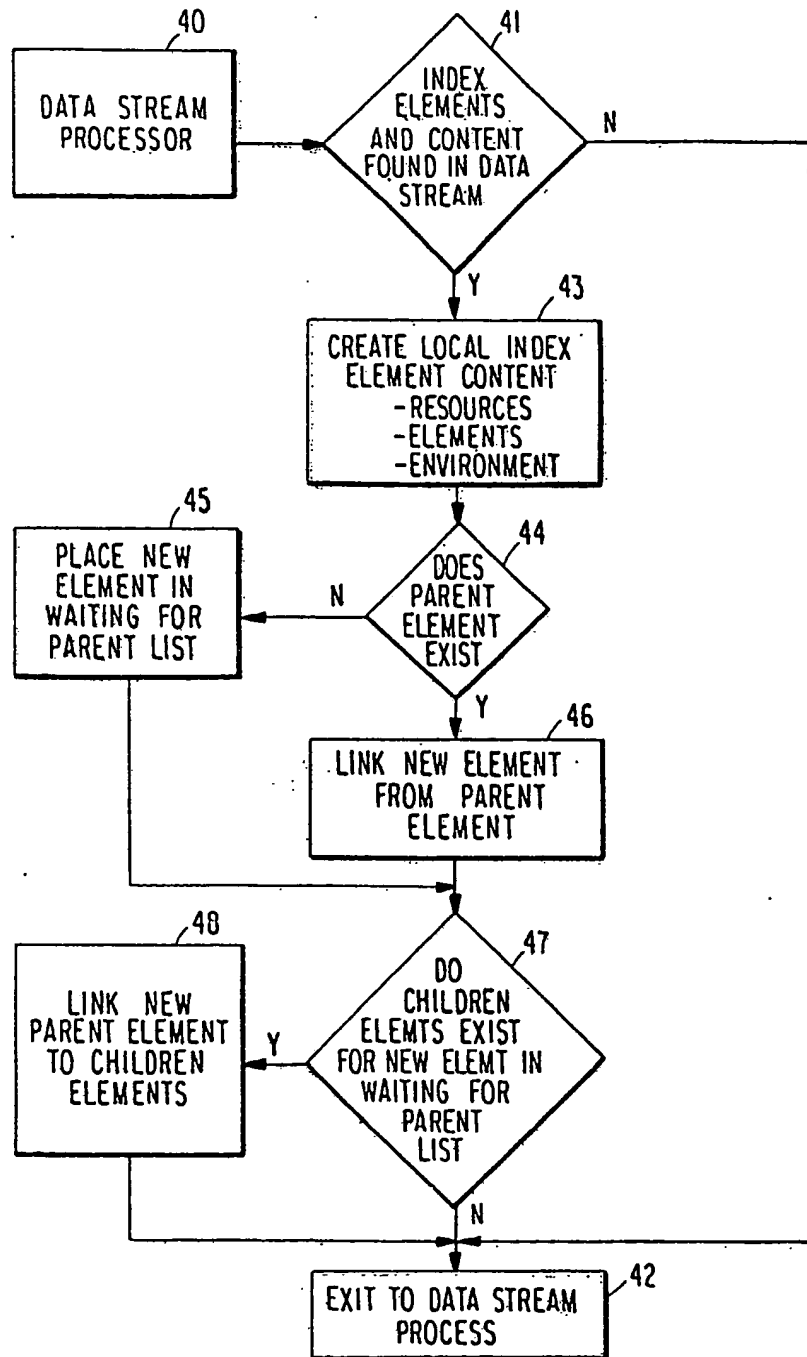 40
DATA STREAM
PROCESSOR
41
INDEX
ELEMENTS
AND CONTENT
FOUND IN DATA
STREAM
N
Y
43
CREATE LOCAL INDEX
ELEMENT CONTENT
-RESOURCES
-ELEMENTS
-ENVIRONMENT
44
DOES
PARENT
ELEMENT
EXIST
N
45
PLACE NEW
ELEMENT IN
WAITING FOR
PARENT LIST
Y
46
LINK NEW ELEMENT
FROM PARENT
ELEMENT
47
DO
CHILDREN
ELEMTS EXIST
FOR NEW ELEMT IN
WAITING FOR
PARENT
LIST
Y
48
LINK NEW
PARENT ELEMENT
TO CHILDREN
ELEMENTS
N
42
EXIT TO DATA STREAM
PROCESS